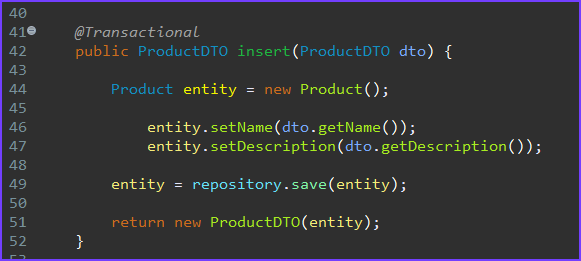 40
41 @Transactional
42 public ProductDTO insert(ProductDTO dto) {
43
44 Product entity = new Product();
45
46 entity.setName(dto.getName());
47 entity.setDescription(dto.getDescription());
48
49 entity = repository.save(entity);
50
51 return new ProductDTO(entity);
52 }